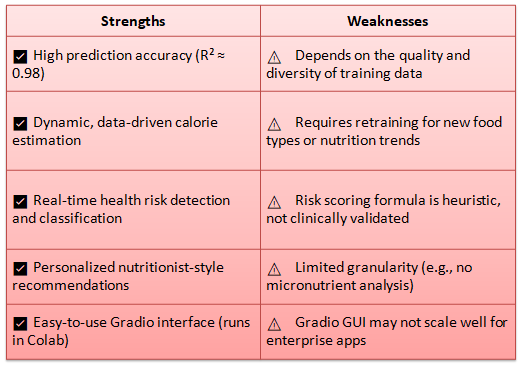 Strengths
Weaknesses
✔ High prediction accuracy (R² ≈
0.98)
⚠ Depends on the quality and
diversity of training data
✔ Dynamic, data-driven calorie
estimation
⚠ Requires retraining for new food
types or nutrition trends
✔ Real-time health risk detection
and classification
⚠ Risk scoring formula is heuristic,
not clinically validated
✔ Personalized nutritionist-style
recommendations
⚠ Limited granularity (e.g., no
micronutrient analysis)
✔ Easy-to-use Gradio interface (runs
in Colab)
⚠ Gradio GUI may not scale well for
enterprise apps